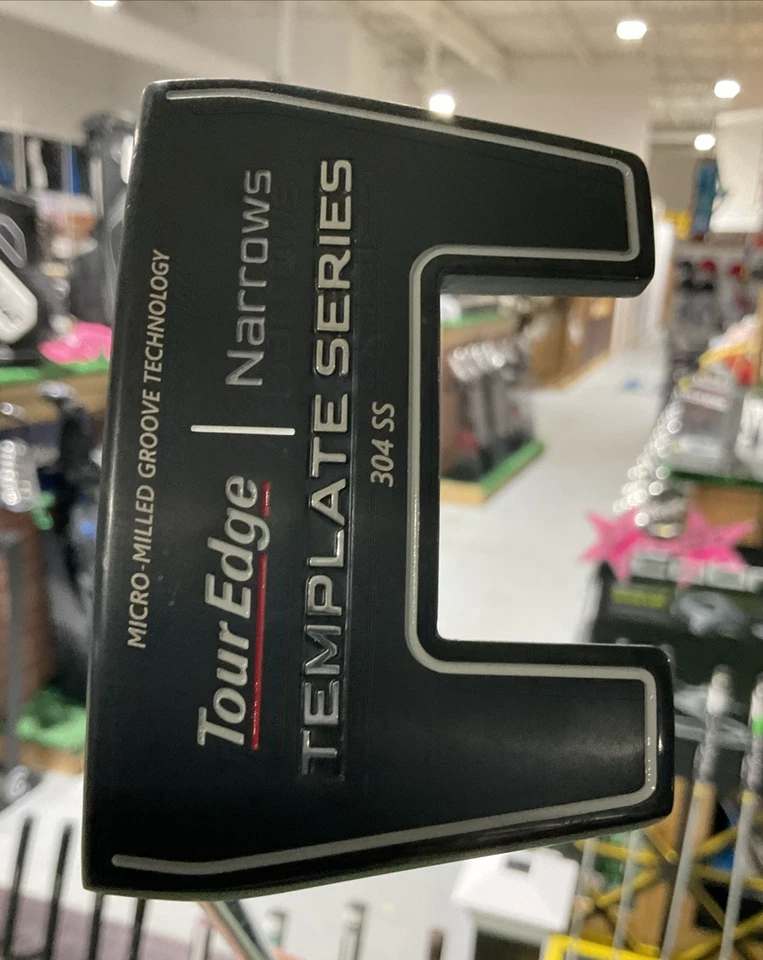 MICRO-MILLED GROOVE TECHNOLOGY
Tour Edge | Narrows
TEMPLATE SERIES
304 SS